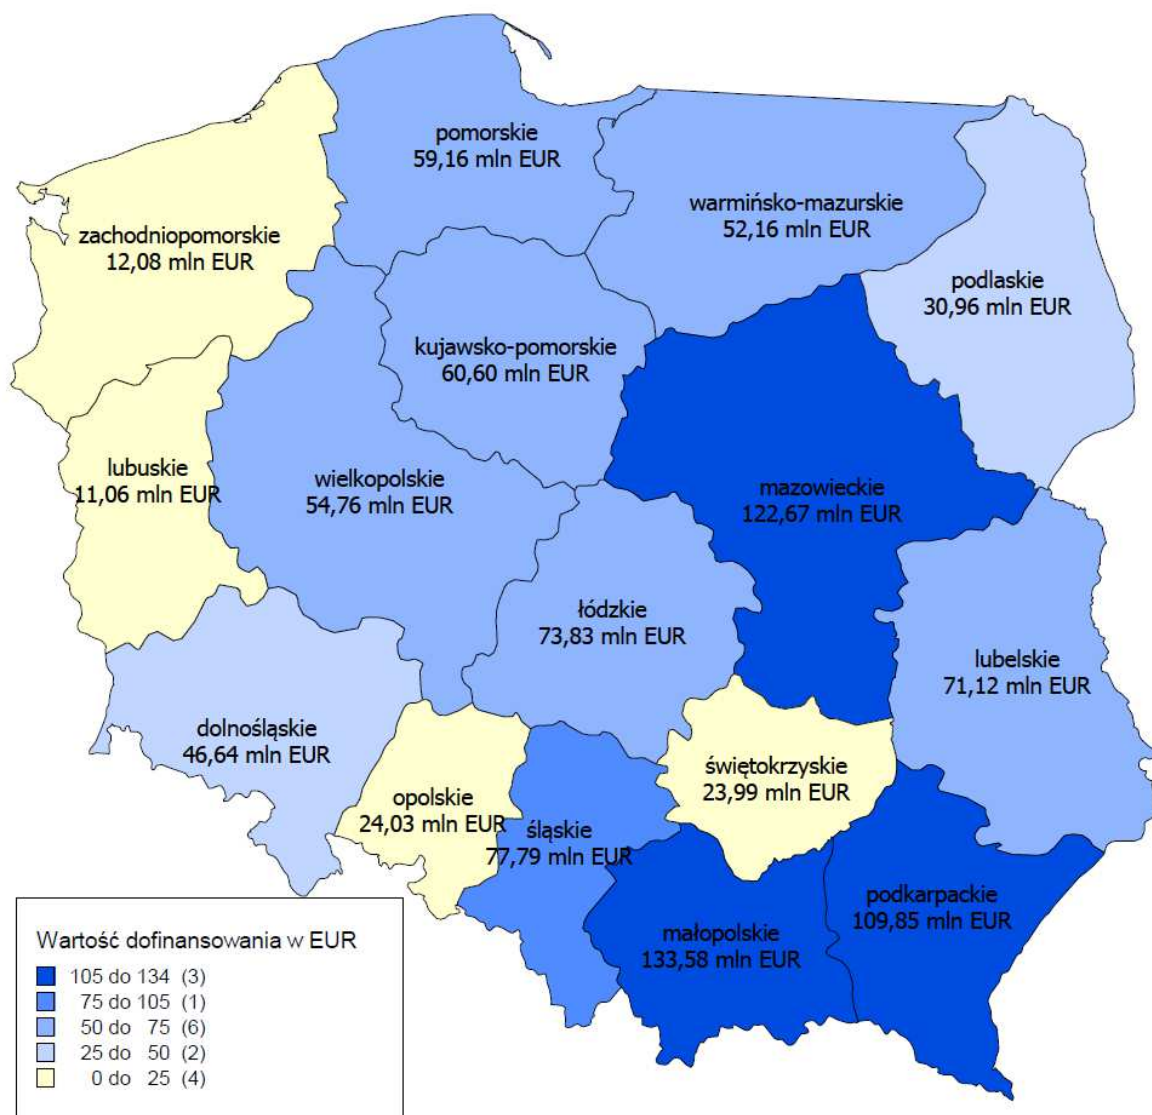 pomorskie
59,16 mln EUR
warmińsko-mazurskie
52,16 mln EUR
zachodniopomorskie
12,08 mln EUR
podlaskie
30,96 mln EUR
kujawsko-pomorskie
60,60 mln EUR
lubuskie
11,06 mln EUR
wielkopolskie
54,76 mln EUR
mazowieckie
122,67 mln EUR
łódzkie
73,83 mln EUR
lubelskie
71,12 mln EUR
dolnośląskie
46,64 mln EUR
świętokrzyskie
23,99 mln EUR
opolskie
24,03 mln EUR
śląskie
77,79 mln EUR
podkarpackie
109,85 mln EUR
małopolskie
133,58 mln EUR
Wartość dofinansowania w EUR
105 do 134 (3)
75 do 105 (1)
50 do 75 (6)
25 do 50 (2)
0 do 25 (4)